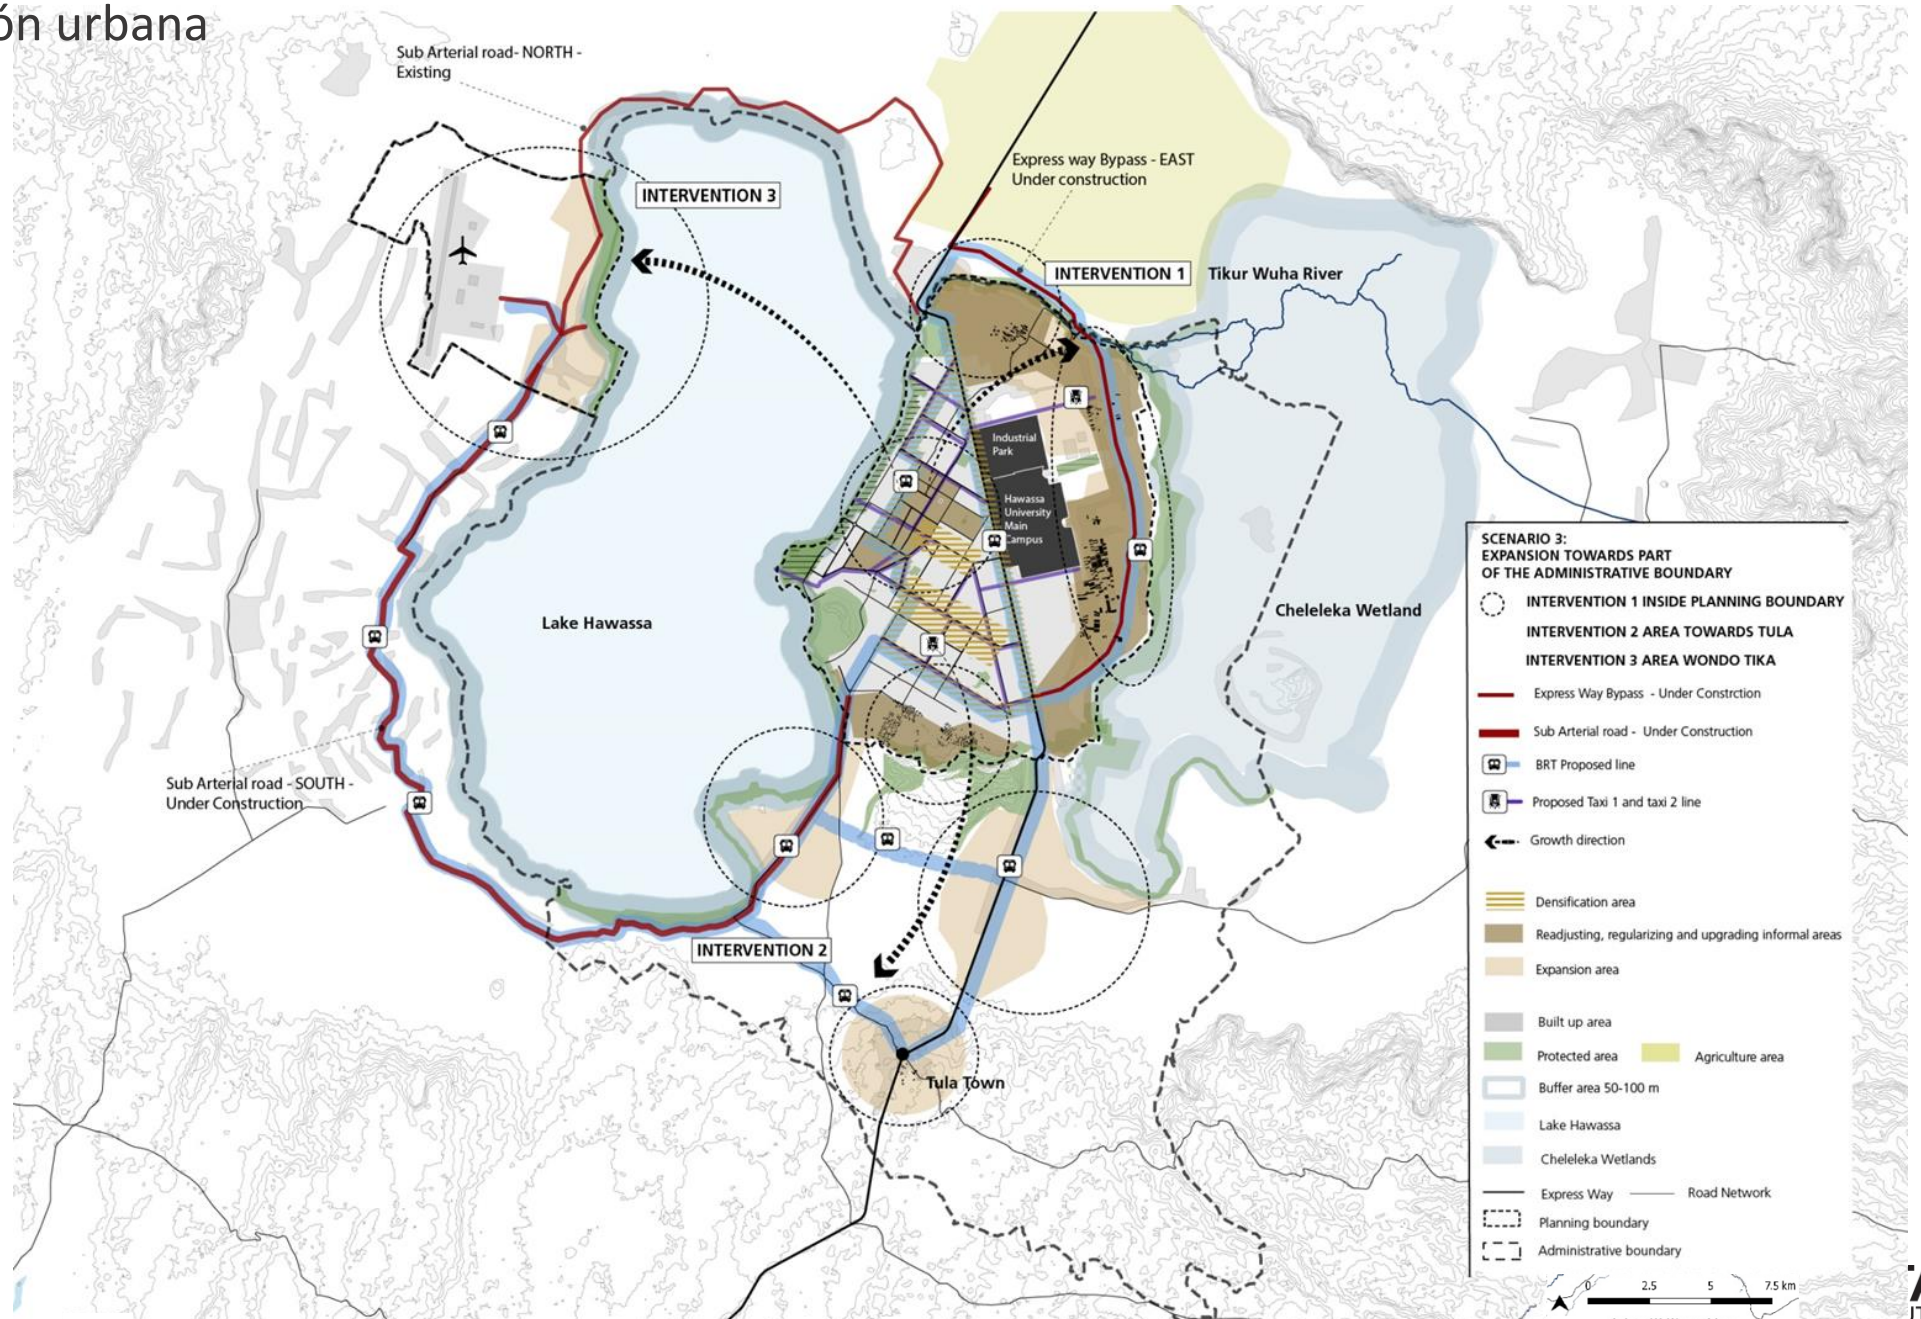 ón urbana
Sub Arterial road- NORTH -
Existing
INTERVENTION 3
Express way Bypass - EAST
Under construction
INTERVENTION 1
Tikur Wuha River
Industrial
Park
Hawassa
University
Main
Campus
Lake Hawassa
Cheleleka Wetland
Sub Arterial road - SOUTH -
Under Construction
INTERVENTION 2
Tula Town
SCENARIO 3:
EXPANSION TOWARDS PART
OF THE ADMINISTRATIVE BOUNDARY
INTERVENTION 1 INSIDE PLANNING BOUNDARY
INTERVENTION 2 AREA TOWARDS TULA
INTERVENTION 3 AREA WONDO TIKA
Express Way Bypass - Under Constrction
Sub Arterial road - Under Construction
BRT Proposed line
Proposed Taxi 1 and taxi 2 line
Growth direction
Densification area
Readjusting, regularizing and upgrading informal areas
Expansion area
Built up area
Protected area
Agriculture area
Buffer area 50-100 m
Lake Hawassa
Cheleleka Wetlands
Express Way
Road Network
Planning boundary
Administrative boundary
0 2.5 5 7.5 km